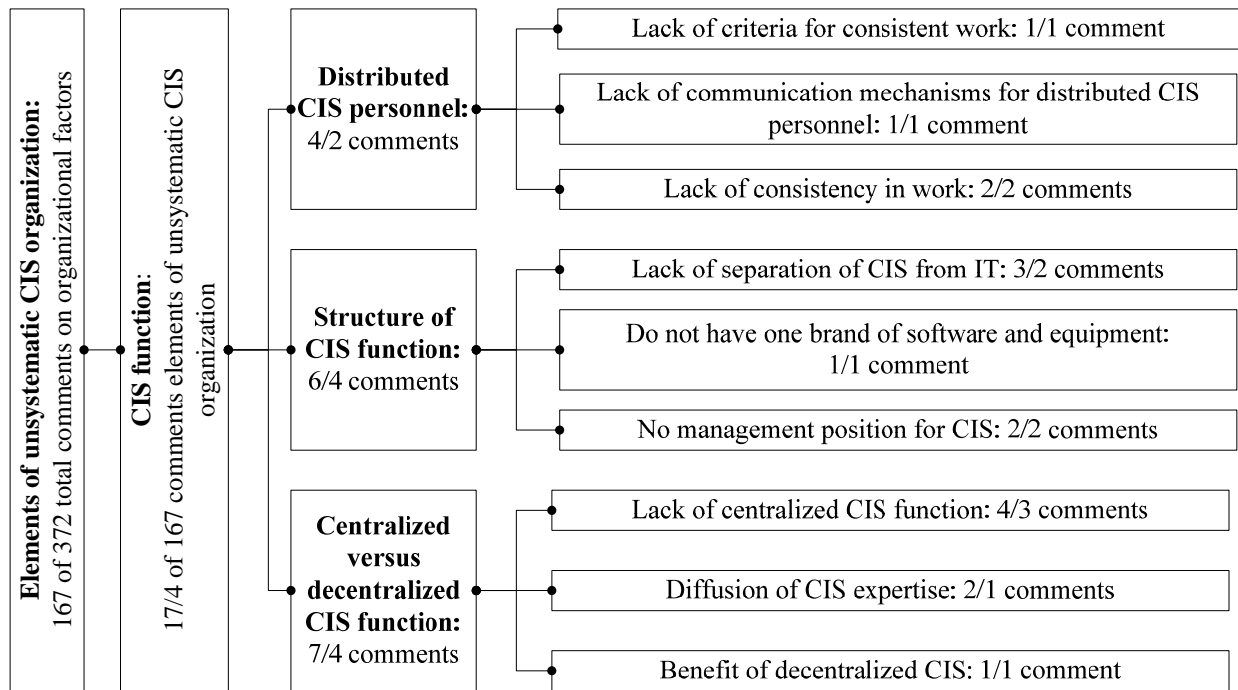 Elements of unsystematic CIS organization:
167 of 372 total comments on organizational factors
CIS function:
17/4 of 167 comments elements of unsystematic CIS
organization
Distributed
CIS personnel:
4/2 comments
Lack of criteria for consistent work: 1/1 comment
Lack of communication mechanisms for distributed CIS
personnel: 1/1 comment
Lack of consistency in work: 2/2 comments
Structure of
CIS function:
6/4 comments
Lack of separation of CIS from IT: 3/2 comments
Do not have one brand of software and equipment:
1/1 comment
No management position for CIS: 2/2 comments
Centralized
versus
decentralized
CIS function:
7/4 comments
Lack of centralized CIS function: 4/3 comments
Diffusion of CIS expertise: 2/1 comments
Benefit of decentralized CIS: 1/1 comment